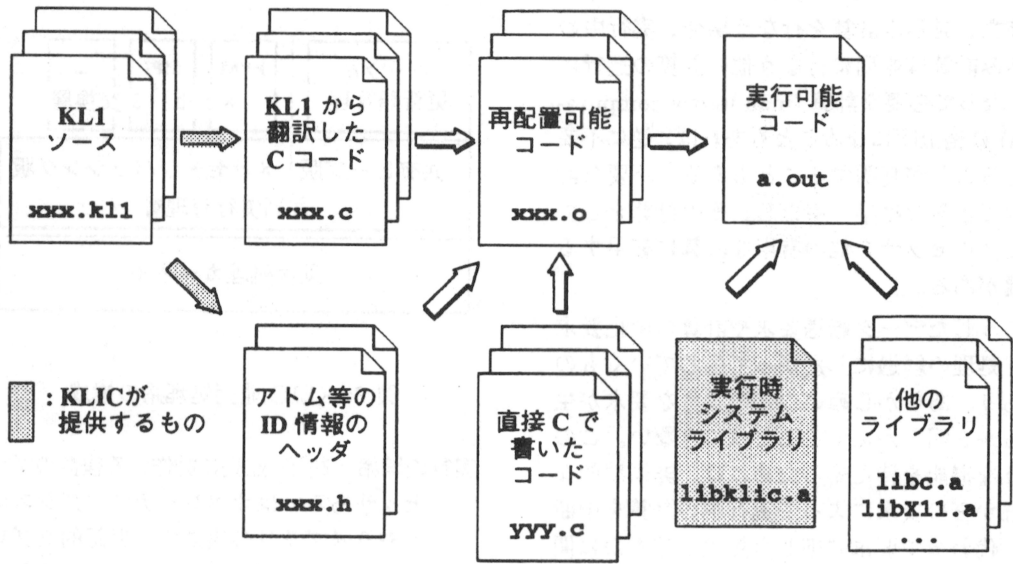 KL1
ソース
xxx.kl1
KL1 から
翻訳した
C コード
xxx.c
再配置可能
コード
xxx.o
実行可能
コード
a.out
: KLICが
提供するもの
アトム等の
ID 情報の
ヘッダ
xxx.h
直接 C で
書いた
コード
yyy.c
実行時
システム
ライブラリ
libklic.a
他の
ライブラリ
libc.a
libX11.a
...